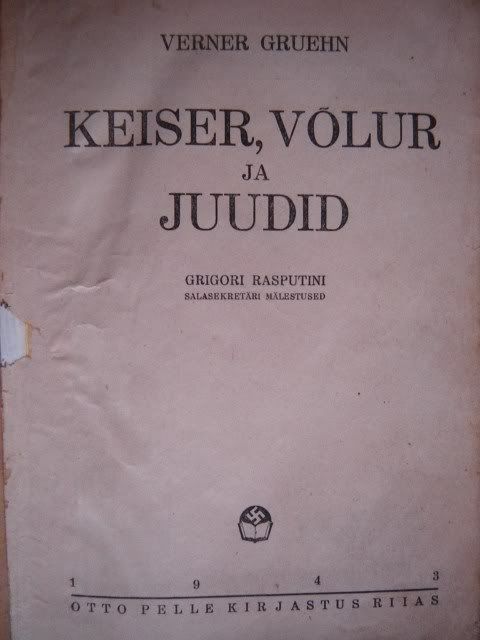 VERNER GRUEHN
KEISER, VÕLUR
JA
JUUDID
GRIGORI RASPUTINI
SALASEKRETÄRI MÄLESTUSED
1 9 4 3
OTTO PELLE KIRJASTUS RIIAS